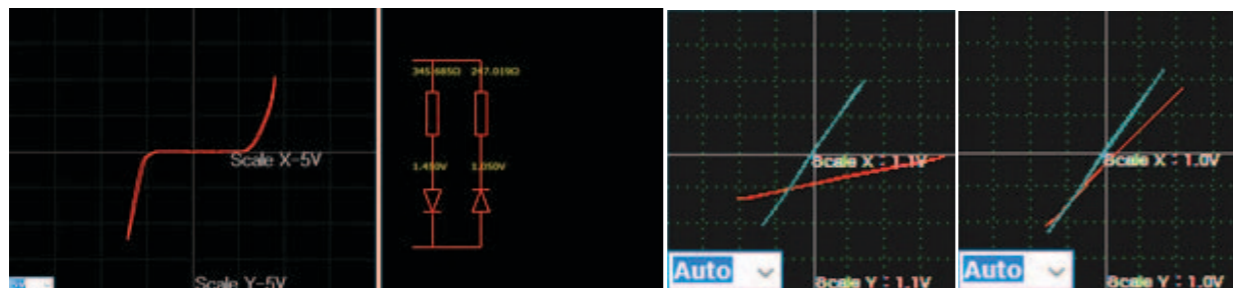 Scale X-5V
Scale Y-5V
345.685Ω 247.019Ω
1.450V 1.050V
Scale X : 1.1V
Auto
Scale Y : 1.1V
Scale X : 1.0V
Auto
Scale Y : 1.0V